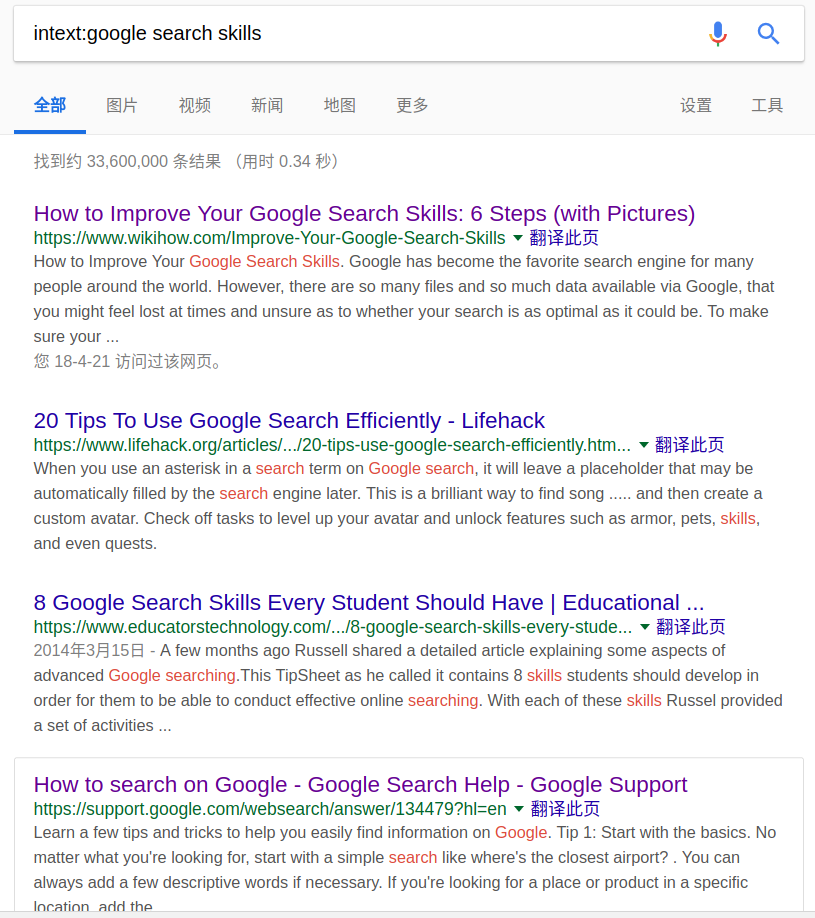 intext:google search skills
全部 图片 视频 新闻 地图 更多 设置 工具
找到约 33,600,000 条结果 （用时 0.34 秒）
How to Improve Your Google Search Skills: 6 Steps (with Pictures)
https://www.wikihow.com/Improve-Your-Google-Search-Skills 翻译此页
How to Improve Your Google Search Skills. Google has become the favorite search engine for many
people around the world. However, there are so many files and so much data available via Google, that
you might feel lost at times and unsure as to whether your search is as optimal as it could be. To make
sure your ...
您 18-4-21 访问过该网页。
20 Tips To Use Google Search Efficiently - Lifehack
https://www.lifehack.org/articles/.../20-tips-use-google-search-efficiently.htm... 翻译此页
When you use an asterisk in a search term on Google search, it will leave a placeholder that may be
automatically filled by the search engine later. This is a brilliant way to find song ..... and then create a
custom avatar. Check off tasks to level up your avatar and unlock features such as armor, pets, skills,
and even quests.
8 Google Search Skills Every Student Should Have | Educational ...
https://www.educatorstechnology.com/.../8-google-search-skills-every-stude... 翻译此页
2014年3月15日 - A few months ago Russell shared a detailed article explaining some aspects of
advanced Google searching.This TipSheet as he called it contains 8 skills students should develop in
order for them to be able to conduct effective online searching. With each of these skills Russel provided
a set of activities ...
How to search on Google - Google Search Help - Google Support
https://support.google.com/websearch/answer/134479?hl=en 翻译此页
Learn a few tips and tricks to help you easily find information on Google. Tip 1: Start with the basics. No
matter what you're looking for, start with a simple search like where's the closest airport? . You can
always add a few descriptive words if necessary. If you're looking for a place or product in a specific
location, add the